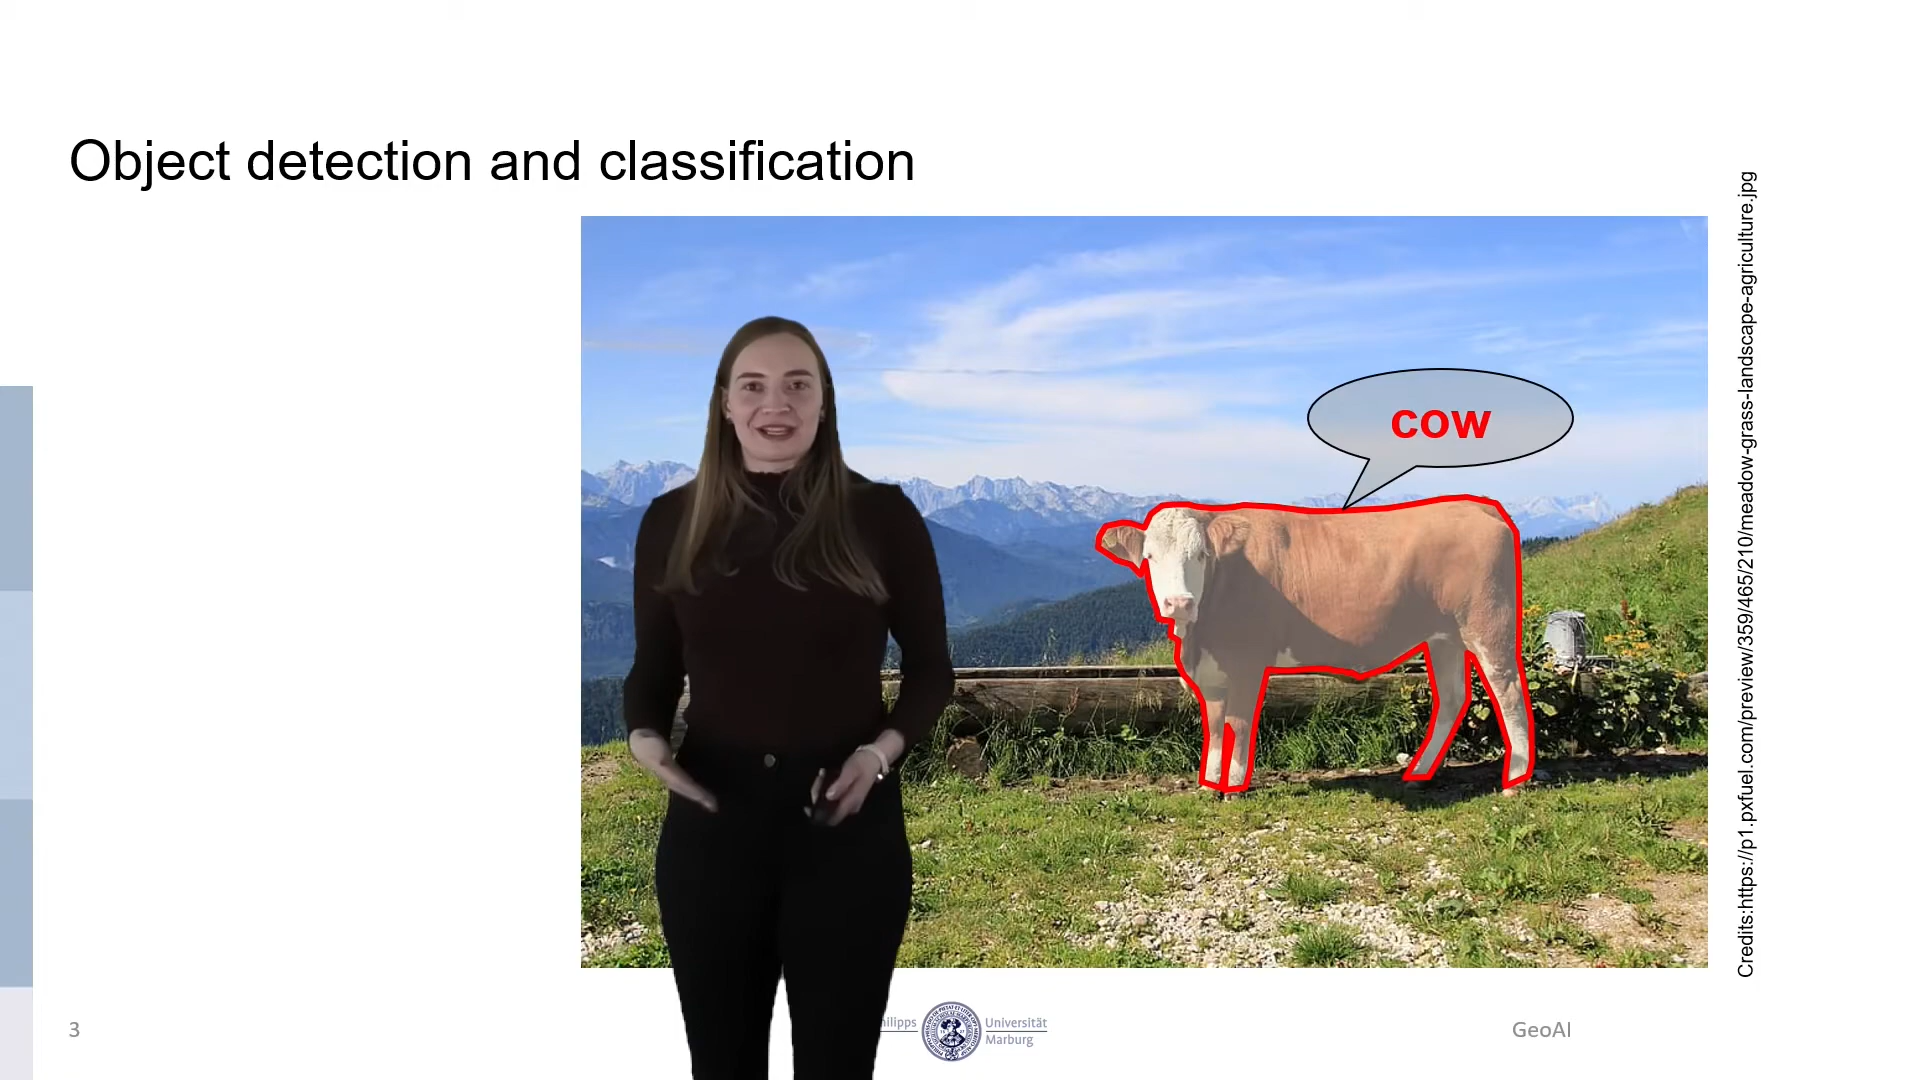 Object detection and classification
cow
Credits:https://p1.pxfuel.com/preview/359/465/210/meadow-grass-landscape-agriculture.jpg
3
Universität
Marburg
GeoAI